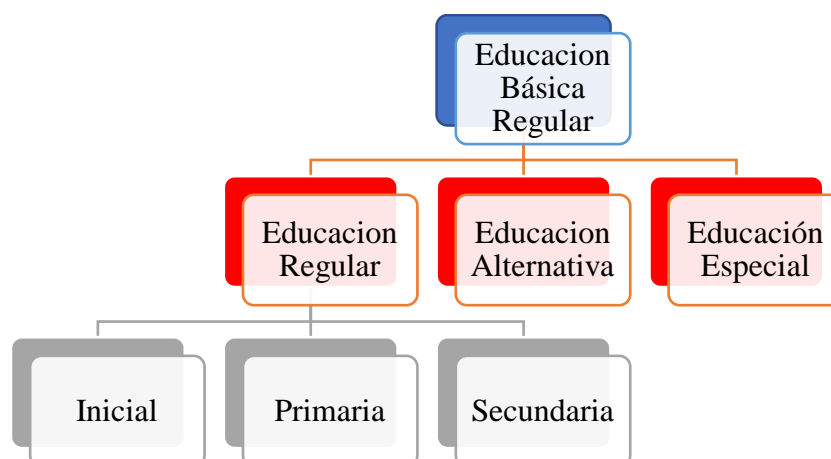 Educacion
Básica
Regular
Educacion
Regular
Educacion
Alternativa
Educación
Especial
Inicial
Primaria
Secundaria